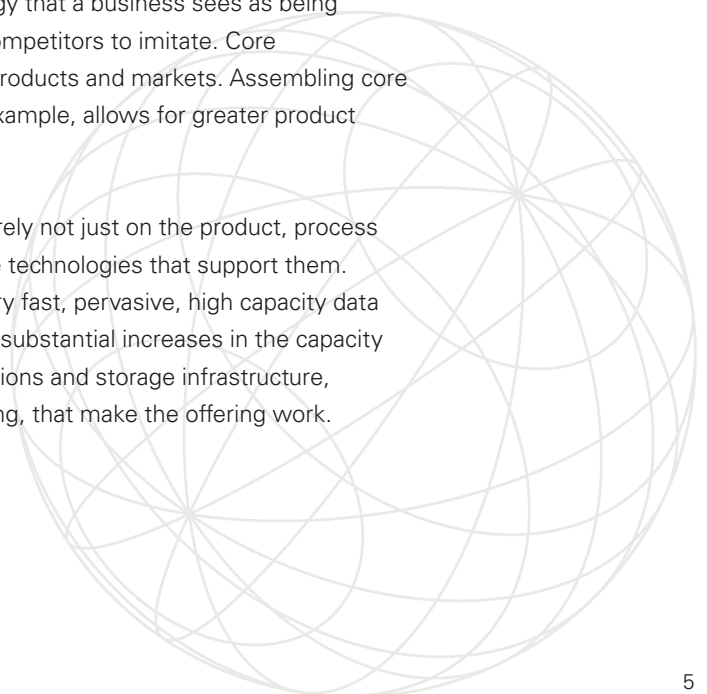 gy that a business sees as being
ompetitors to imitate. Core
roducts and markets. Assembling core
xample, allows for greater product
rely not just on the product, process
e technologies that support them.
ry fast, pervasive, high capacity data
substantial increases in the capacity
ions and storage infrastructure,
ng, that make the offering work.
5